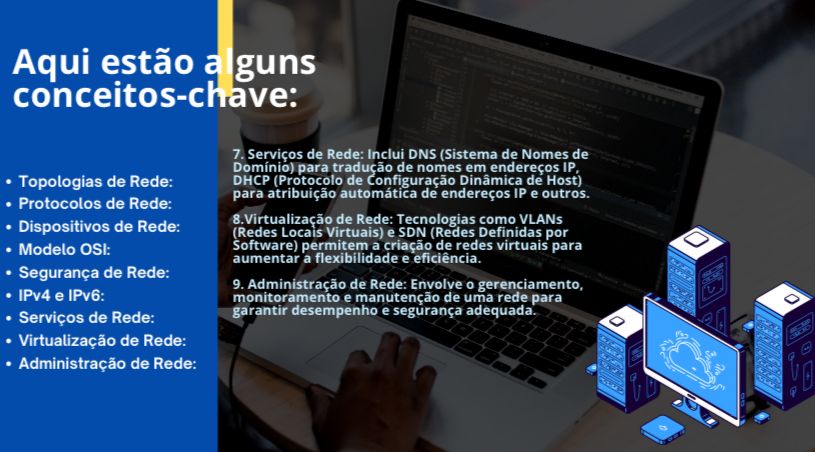 Aqui estão alguns
conceitos-chave:
• Topologias de Rede:
• Protocolos de Rede:
• Dispositivos de Rede:
• Modelo OSI:
• Segurança de Rede:
• IPv4 e IPv6:
• Serviços de Rede:
• Virtualização de Rede:
• Administração de Rede:
7. Serviços de Rede: Inclui DNS (Sistema de Nomes de
Domínio) para tradução de nomes em endereços IP,
DHCP (Protocolo de Configuração Dinâmica de Host)
para atribuição automática de endereços IP e outros.
8.Virtualização de Rede: Tecnologias como VLANs
(Redes Locais Virtuais) e SDN (Redes Definidas por
Software) permitem a criação de redes virtuais para
aumentar a flexibilidade e eficiência.
9. Administração de Rede: Envolve o gerenciamento,
monitoramento e manutenção de uma rede para
garantir desempenho e segurança adequada.